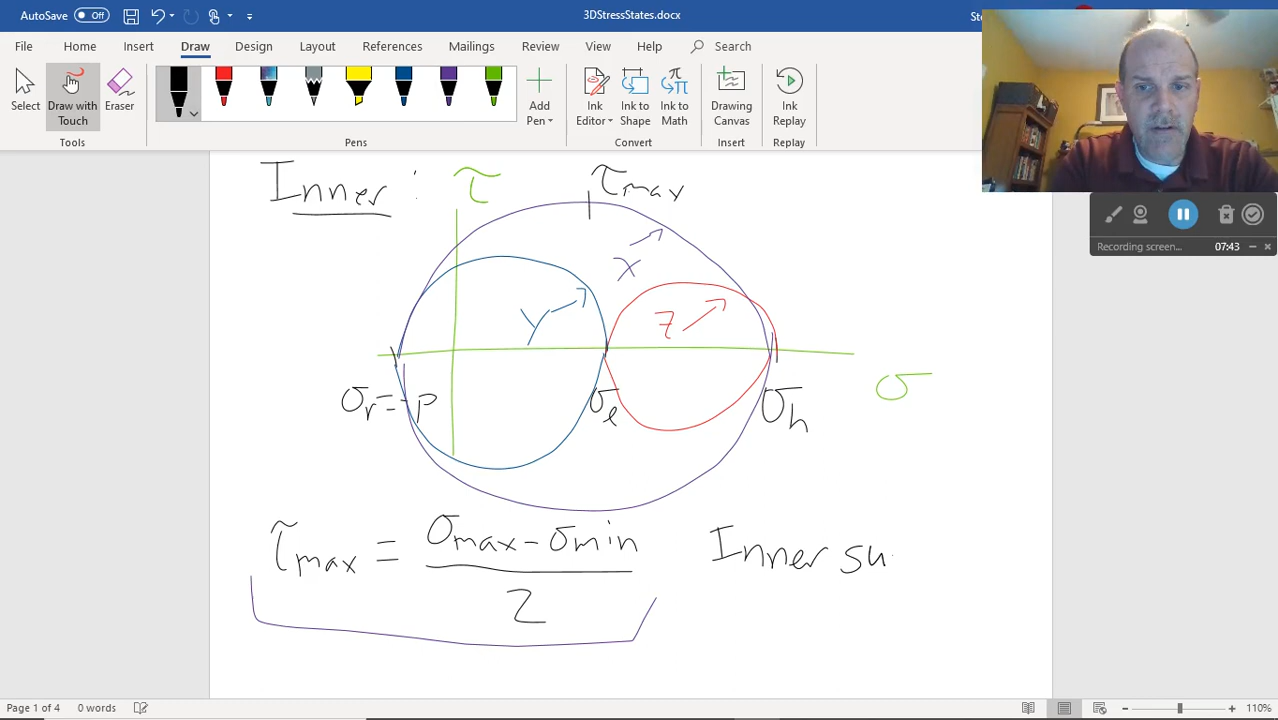 AutoSave Off 3DStressStates.docx Ste
File Home Insert Draw Design Layout References Mailings Review View Help Search
Select Draw with Touch Eraser Add Pen Ink Editor Ink to Shape Ink to Math Drawing Canvas Ink Replay
Tools Pens Convert Insert Replay
Recording screen... 07:43
Inner: τ τmax
X
Y Z
σr = -p σl σh σ
τmax = (σmax - σmin)/2 Inner su
Page 1 of 4 0 words 110%